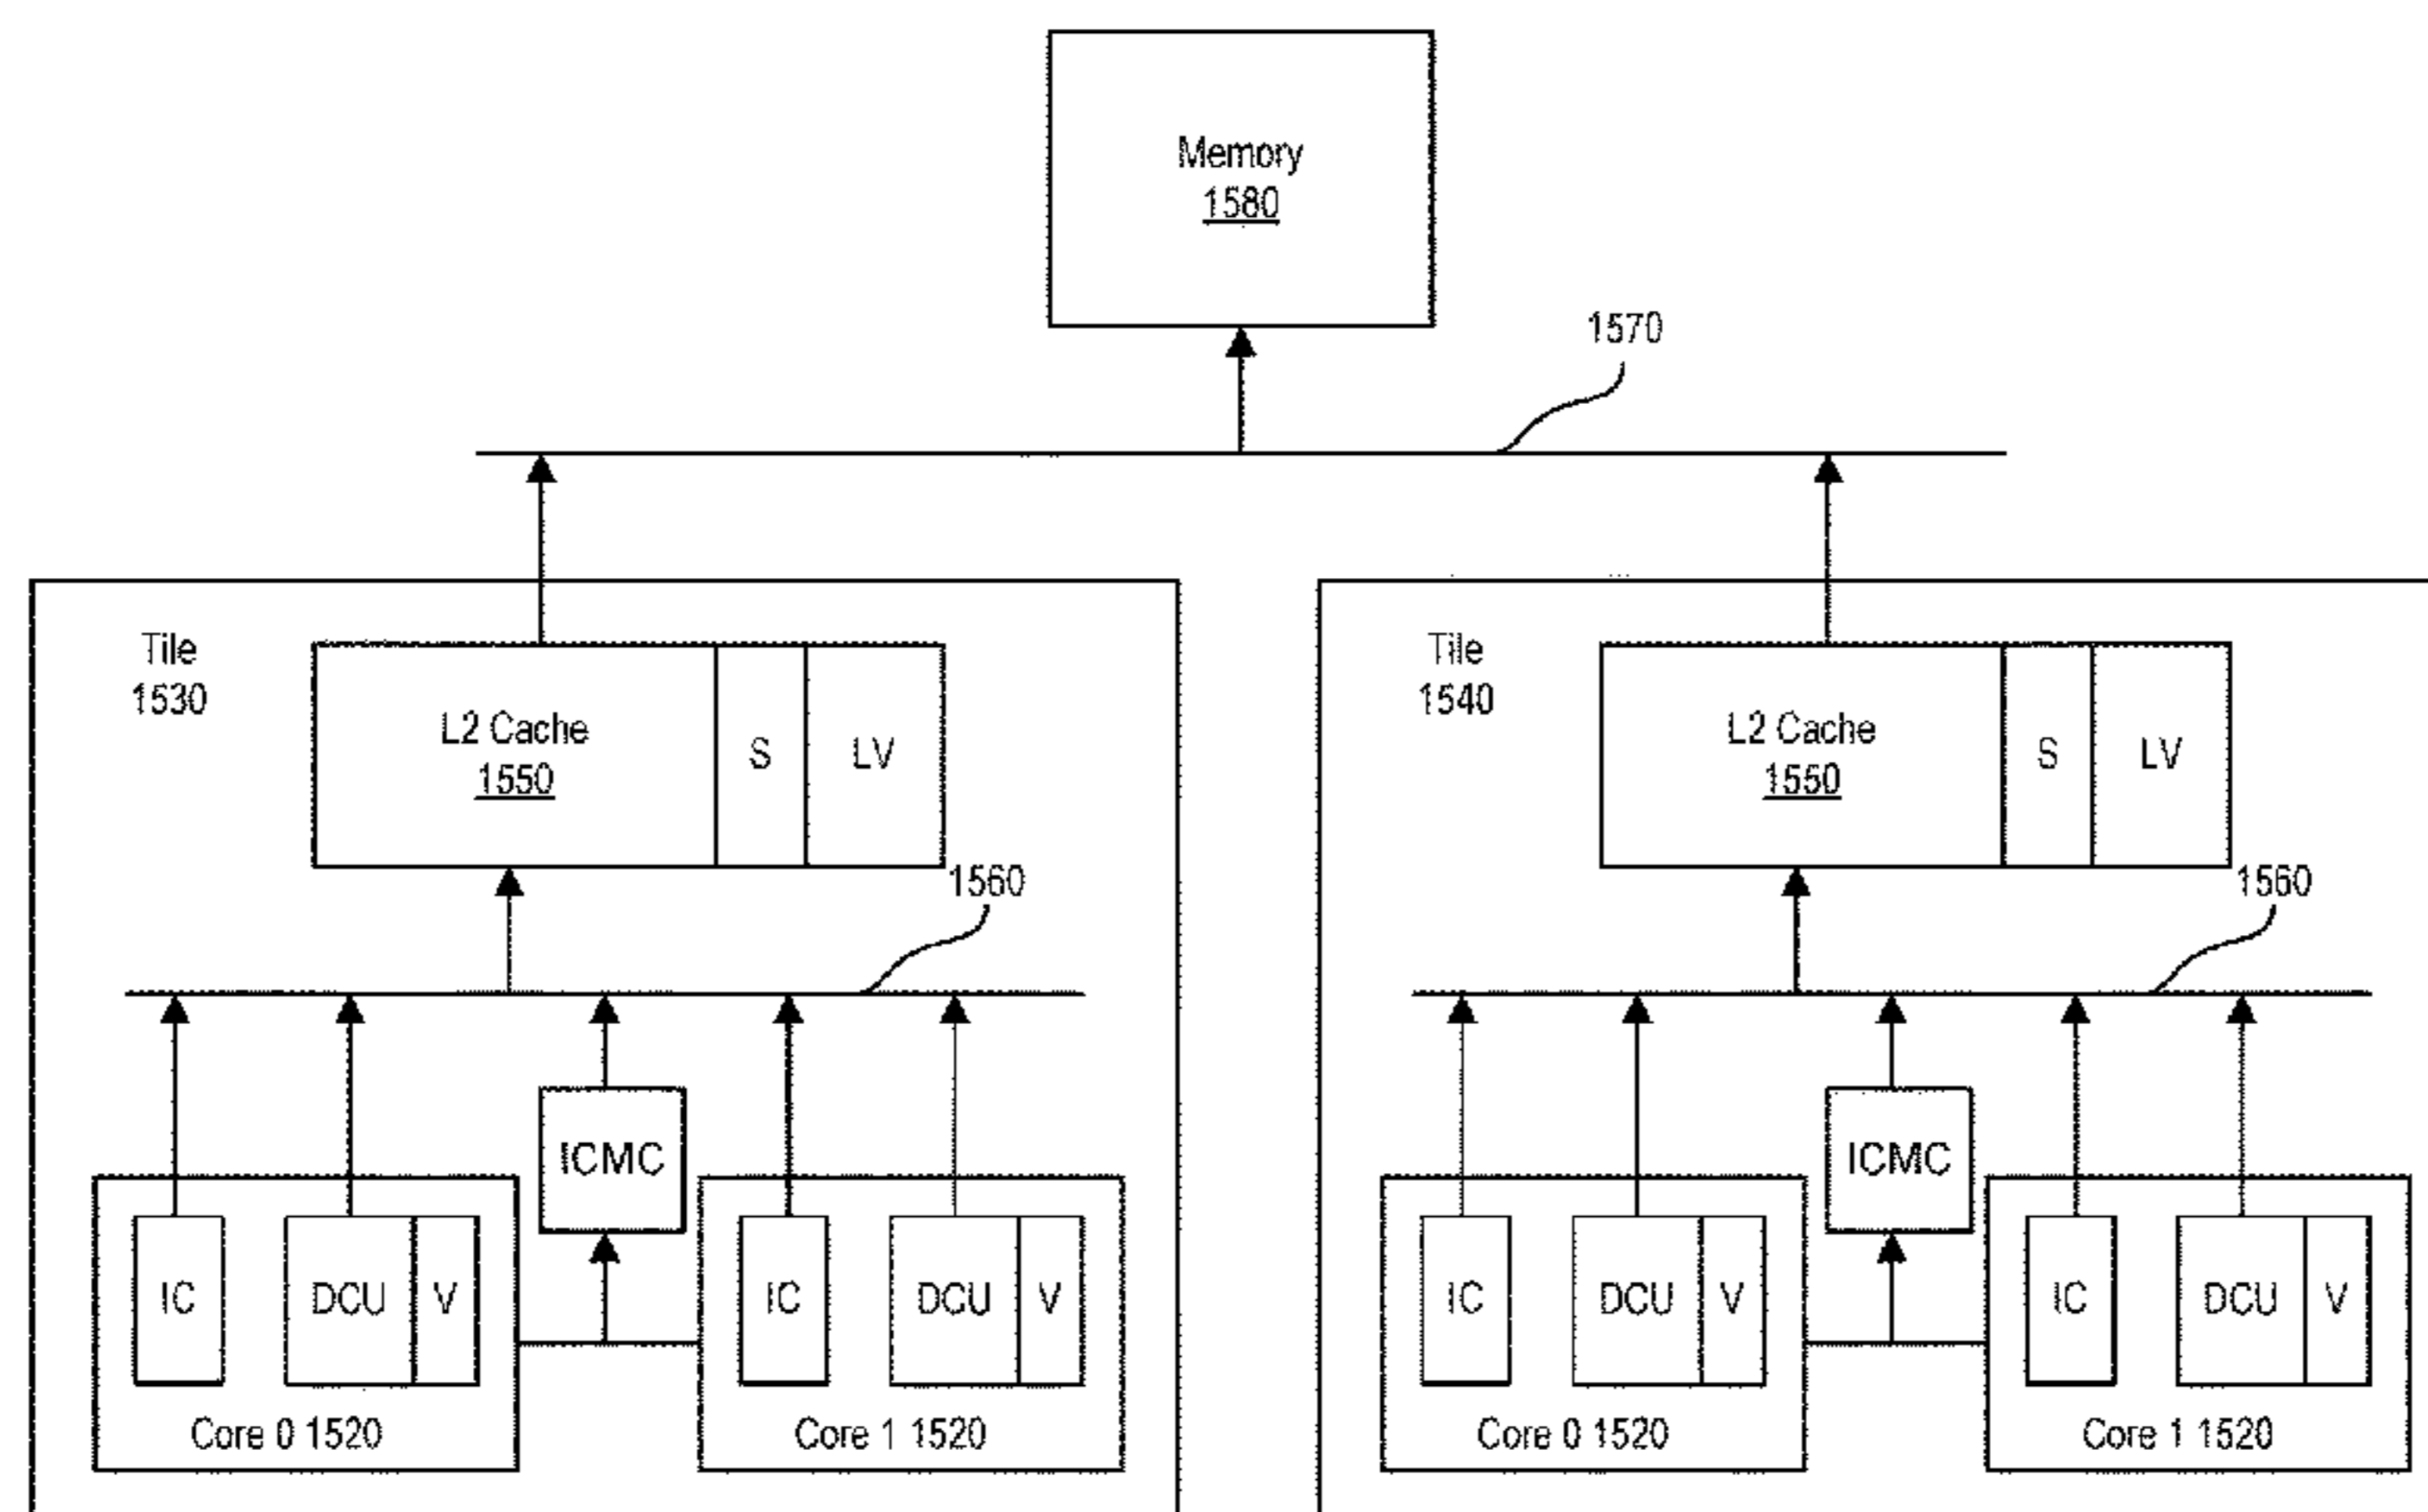 Memory
1580
1570
Tile
1530
L2 Cache
1550
S
LV
1560
ICMC
IC
DCU
V
Core 0 1520
IC
DCU
V
Core 1 1520
Tile
1540
L2 Cache
1550
S
LV
1560
ICMC
IC
DCU
V
Core 0 1520
IC
DCU
V
Core 1 1520